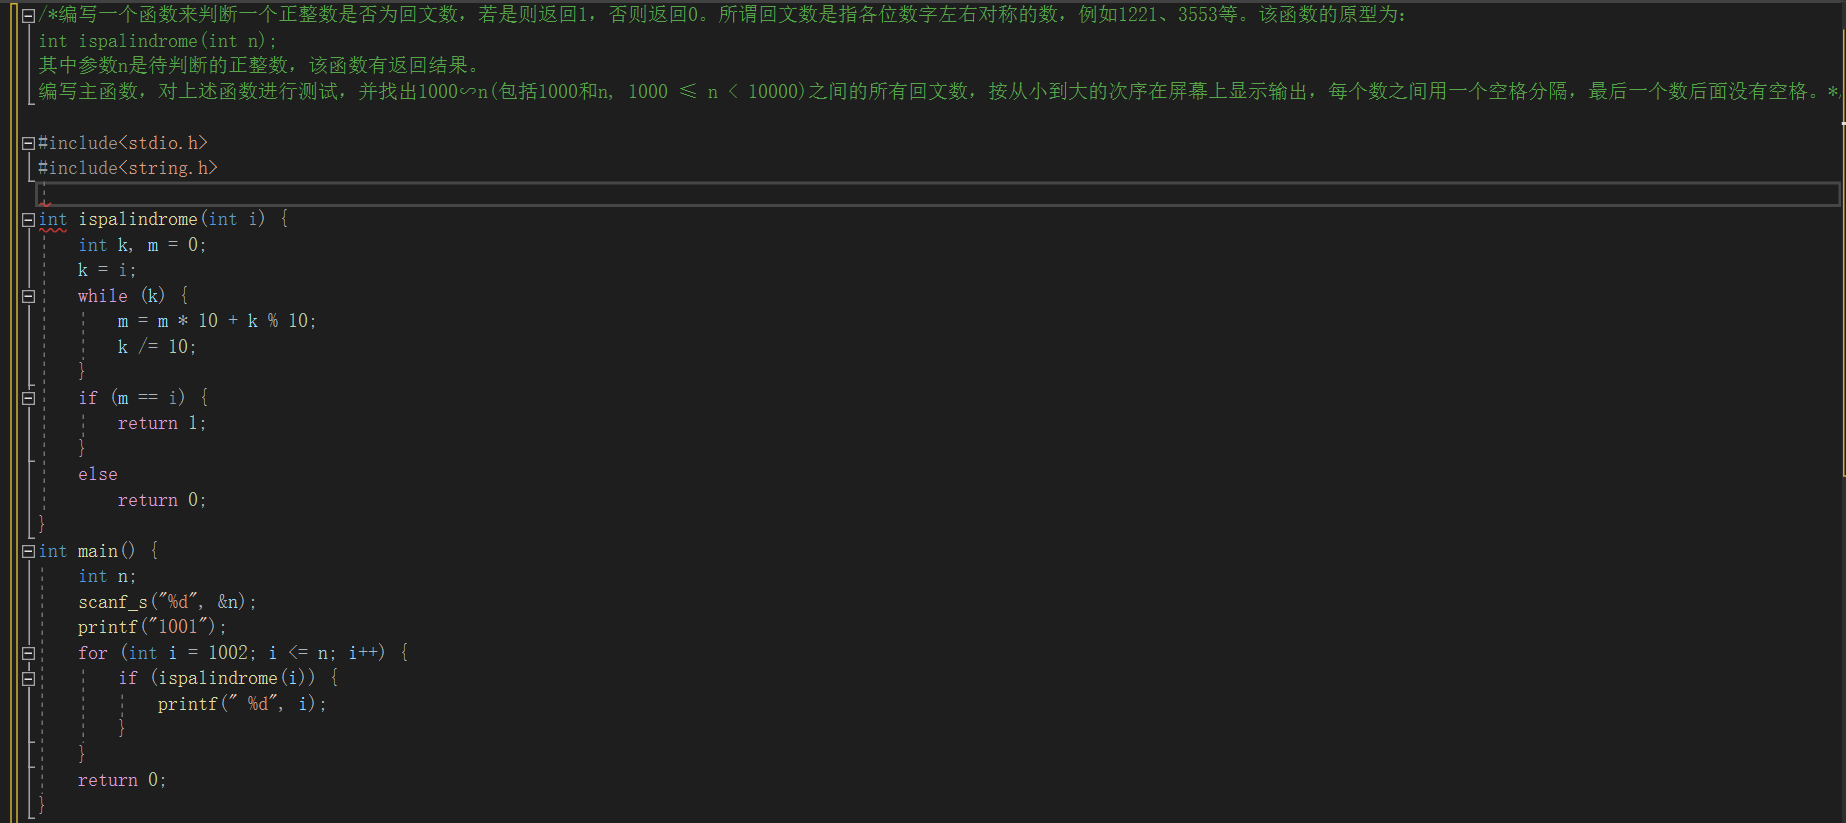 /*编写一个函数来判断一个正整数是否为回文数，若是则返回1，否则返回0。所谓回文数是指各位数字左右对称的数，例如1221、3553等。该函数的原型为：
int ispalindrome(int n);
其中参数n是待判断的正整数，该函数有返回结果。
编写主函数，对上述函数进行测试，并找出1000∽n(包括1000和n, 1000 ≤ n < 10000)之间的所有回文数，按从小到大的次序在屏幕上显示输出，每个数之间用一个空格分隔，最后一个数后面没有空格。*/
#include<stdio.h>
#include<string.h>
int ispalindrome(int i) {
int k, m = 0;
k = i;
while (k) {
m = m * 10 + k % 10;
k /= 10;
}
if (m == i) {
return 1;
}
else
return 0;
}
int main() {
int n;
scanf_s("%d", &n);
printf("1001");
for (int i = 1002; i <= n; i++) {
if (ispalindrome(i)) {
printf(" %d", i);
}
}
return 0;
}